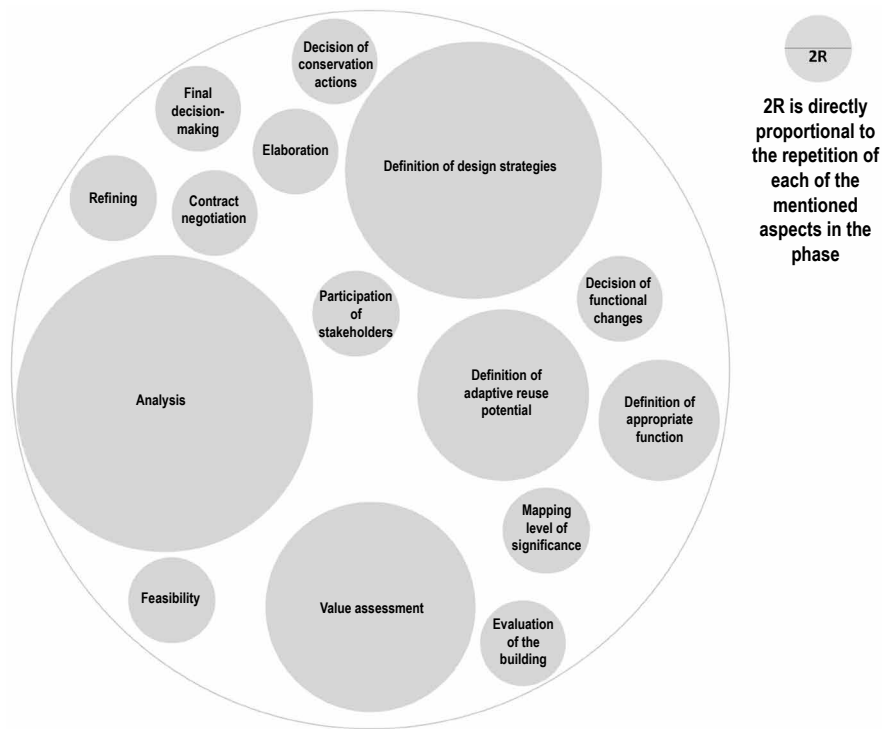 Decision of
conservation
actions
Final
decision-
making
Elaboration
Definition of design strategies
Refining
Contract
negotiation
Participation
of
stakeholders
Decision of
functional
changes
Analysis
Definition of
adaptive reuse
potential
Definition of
appropriate
function
Mapping
level of
significance
Feasibility
Value assessment
Evaluation
of the
building
2R
2R is directly
proportional to
the repetition of
each of the
mentioned
aspects in the
phase